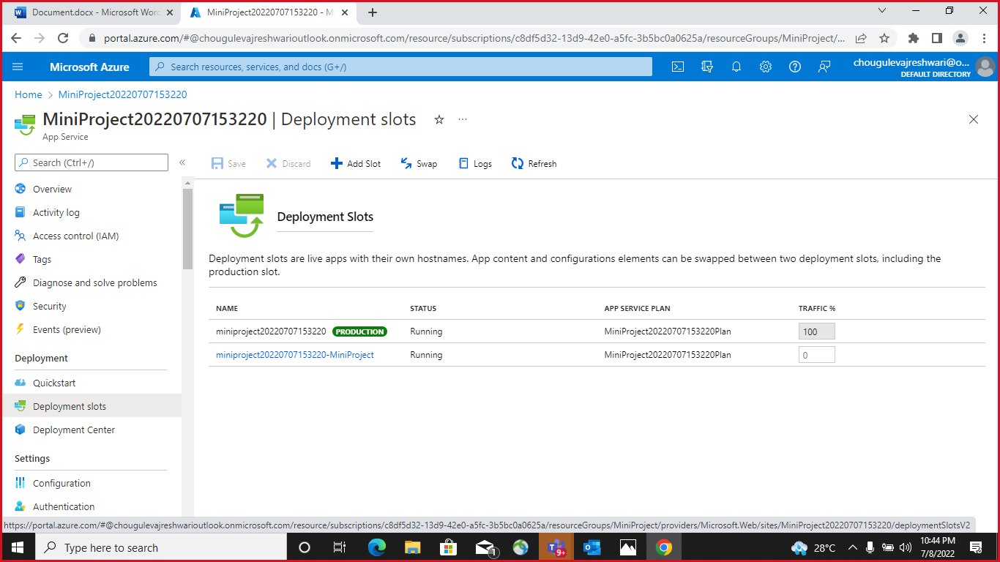 Document.docx - Microsoft Word
MiniProject20220707153220 - M
portal.azure.com/#@chougulevajreshwarioutlook.onmicrosoft.com/resource/subscriptions/c8df5d32-13d9-42e0-a5fc-3b5bc0a0625a/resourceGroups/MiniProject/...
Microsoft Azure
Search resources, services, and docs (G+/)
chougulevajreshwari@o...
DEFAULT DIRECTORY
Home > MiniProject20220707153220
MiniProject20220707153220 | Deployment slots
App Service
Search (Ctrl+/)
Save Discard Add Slot Swap Logs Refresh
Overview
Activity log
Access control (IAM)
Tags
Diagnose and solve problems
Security
Events (preview)
Deployment
Quickstart
Deployment slots
Deployment Center
Settings
Configuration
Authentication
Deployment Slots
Deployment slots are live apps with their own hostnames. App content and configurations elements can be swapped between two deployment slots, including the
production slot.
NAME STATUS APP SERVICE PLAN TRAFFIC %
miniproject20220707153220 PRODUCTION Running MiniProject20220707153220Plan 100
miniproject20220707153220-MiniProject Running MiniProject20220707153220Plan 0
https://portal.azure.com/#@chougulevajreshwarioutlook.onmicrosoft.com/resource/subscriptions/c8df5d32-13d9-42e0-a5fc-3b5bc0a0625a/resourceGroups/MiniProject/providers/Microsoft.Web/sites/MiniProject20220707153220/deploymentSlotsV2
Type here to search
1
9+
28°C
10:44 PM
7/8/2022